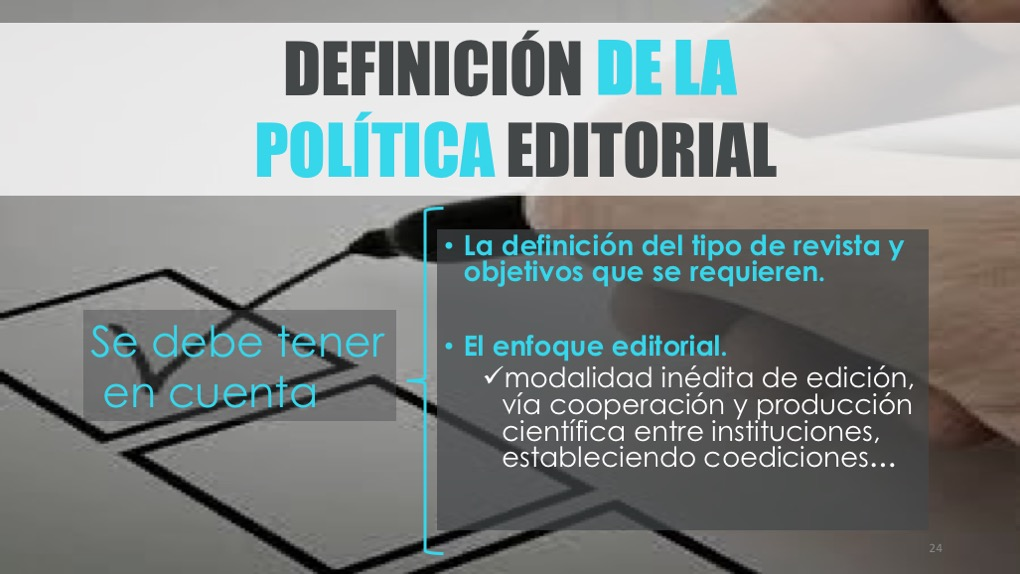 DEFINICIÓN DE LA
POLÍTICA EDITORIAL
Se debe tener
en cuenta
• La definición del tipo de revista y
objetivos que se requieren.
• El enfoque editorial.
✓modalidad inédita de edición,
vía cooperación y producción
científica entre instituciones,
estableciendo coediciones...
24